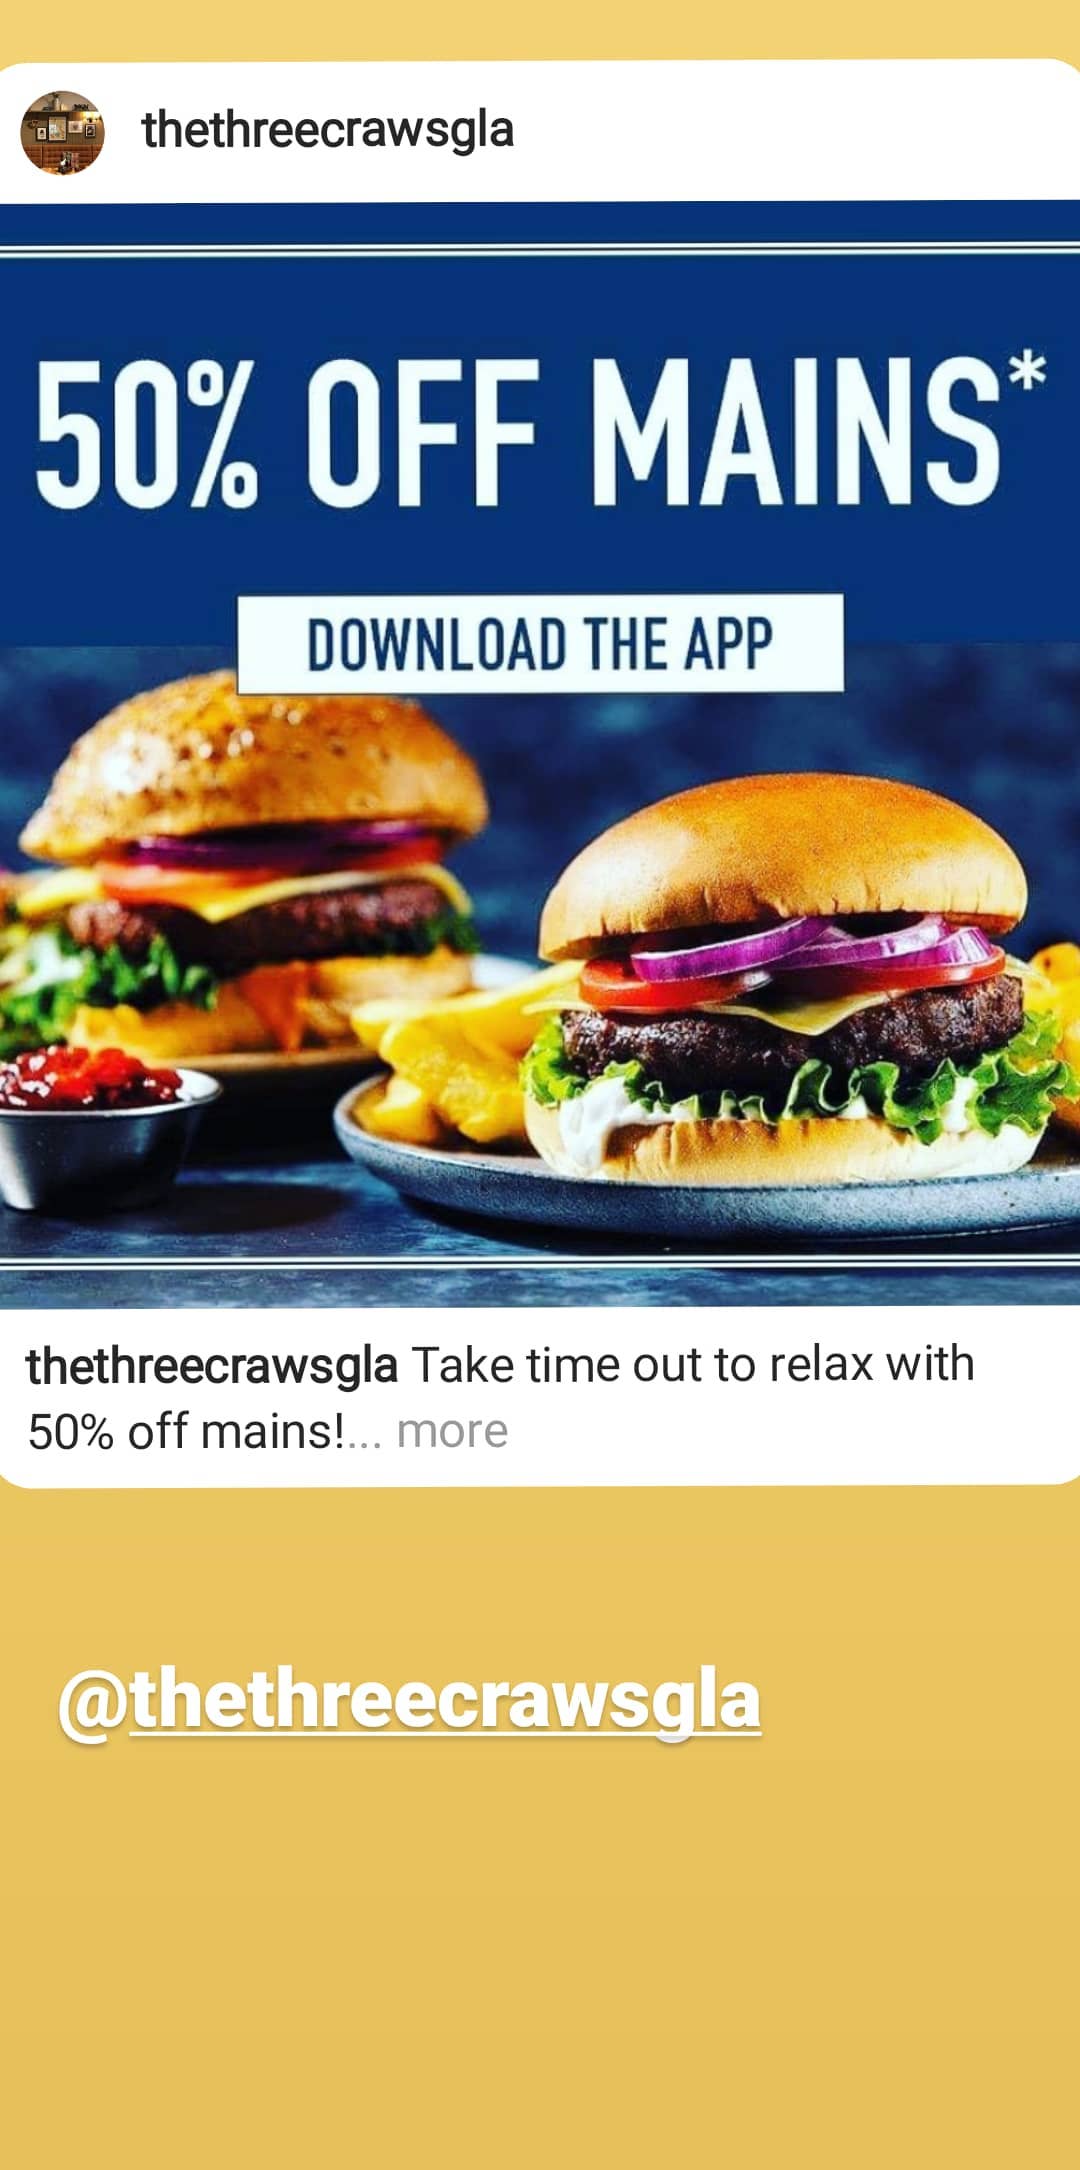 thethreecrawsgla
50% OFF MAINS*
DOWNLOAD THE APP
thethreecrawsgla Take time out to relax with
50% off mains!... more
@thethreecrawsgla